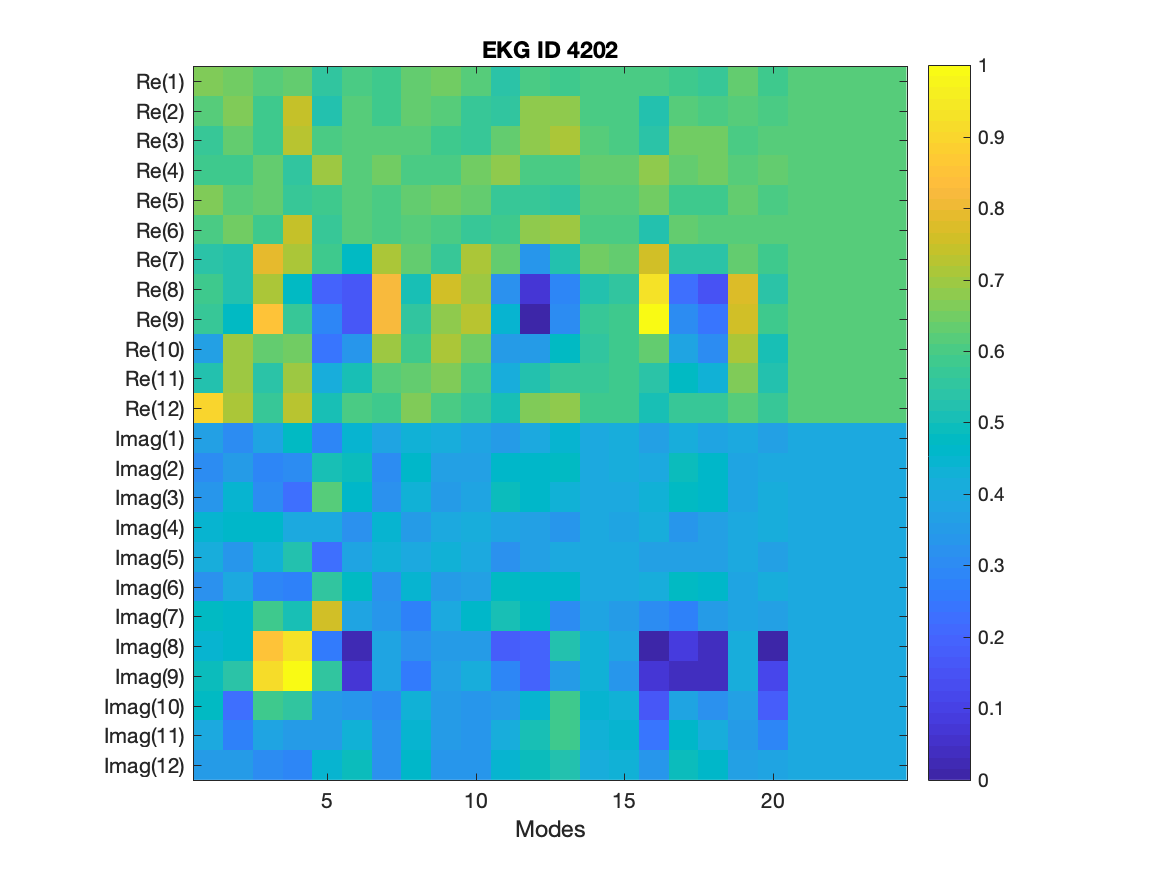 EKG ID 4202
Re(1)
Re(2)
Re(3)
Re(4)
Re(5)
Re(6)
Re(7)
Re(8)
Re(9)
Re(10)
Re(11)
Re(12)
Imag(1)
Imag(2)
Imag(3)
Imag(4)
Imag(5)
Imag(6)
Imag(7)
Imag(8)
Imag(9)
Imag(10)
Imag(11)
Imag(12)
5 10 15 20
Modes
1
0.9
0.8
0.7
0.6
0.5
0.4
0.3
0.2
0.1
0